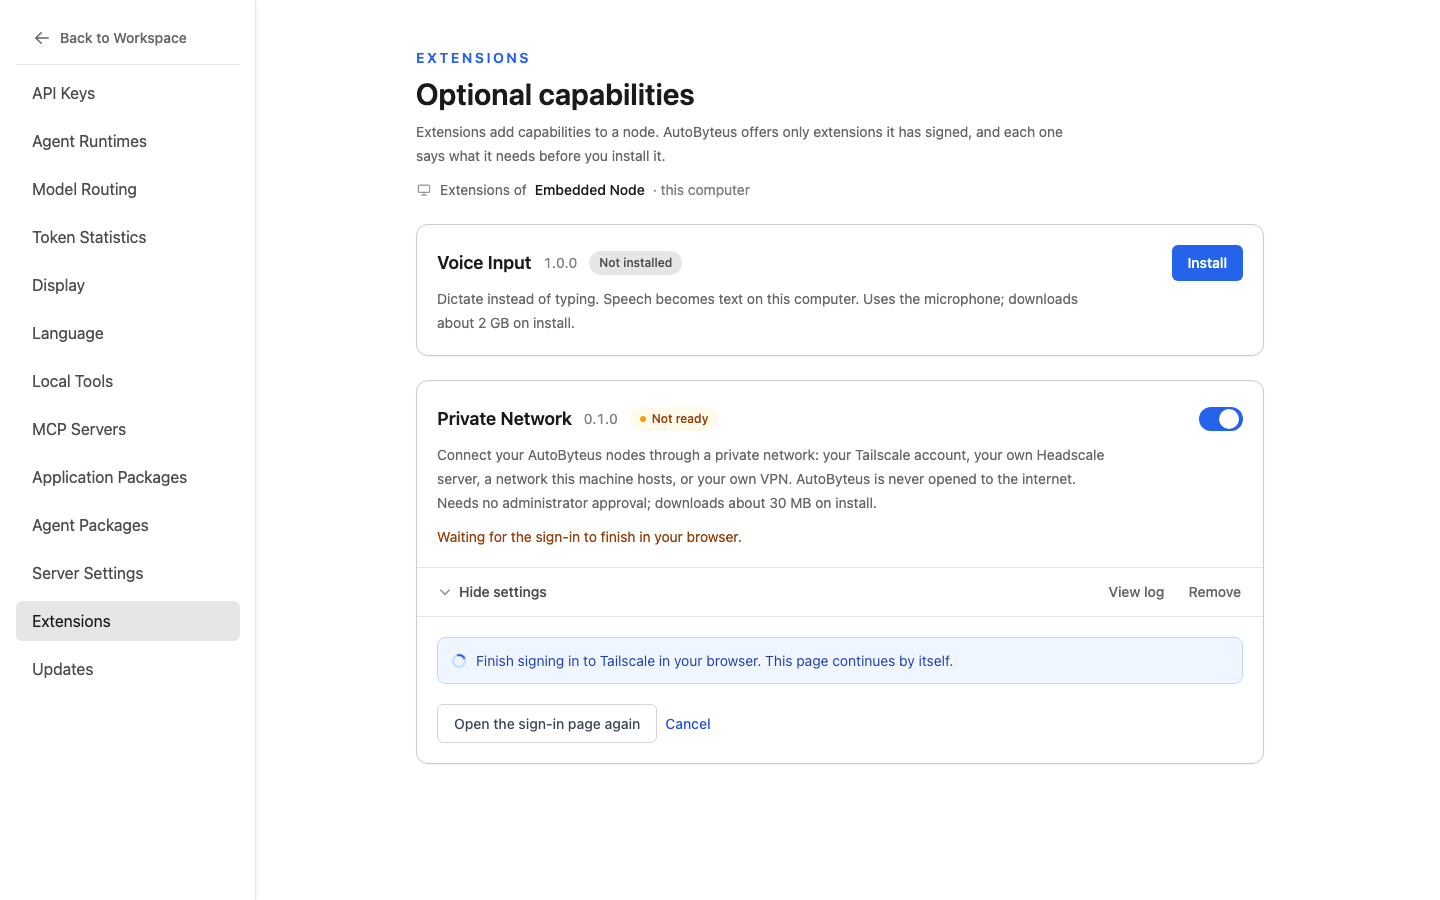 Back to Workspace
API Keys
Agent Runtimes
Model Routing
Token Statistics
Display
Language
Local Tools
MCP Servers
Application Packages
Agent Packages
Server Settings
Extensions
Updates
EXTENSIONS
Optional capabilities
Extensions add capabilities to a node. AutoByteus offers only extensions it has signed, and each one
says what it needs before you install it.
Extensions of Embedded Node · this computer
Voice Input 1.0.0 Not installed
Install
Dictate instead of typing. Speech becomes text on this computer. Uses the microphone; downloads
about 2 GB on install.
Private Network 0.1.0 Not ready
Connect your AutoByteus nodes through a private network: your Tailscale account, your own Headscale
server, a network this machine hosts, or your own VPN. AutoByteus is never opened to the internet.
Needs no administrator approval; downloads about 30 MB on install.
Waiting for the sign-in to finish in your browser.
Hide settings
View log Remove
Finish signing in to Tailscale in your browser. This page continues by itself.
Open the sign-in page again Cancel